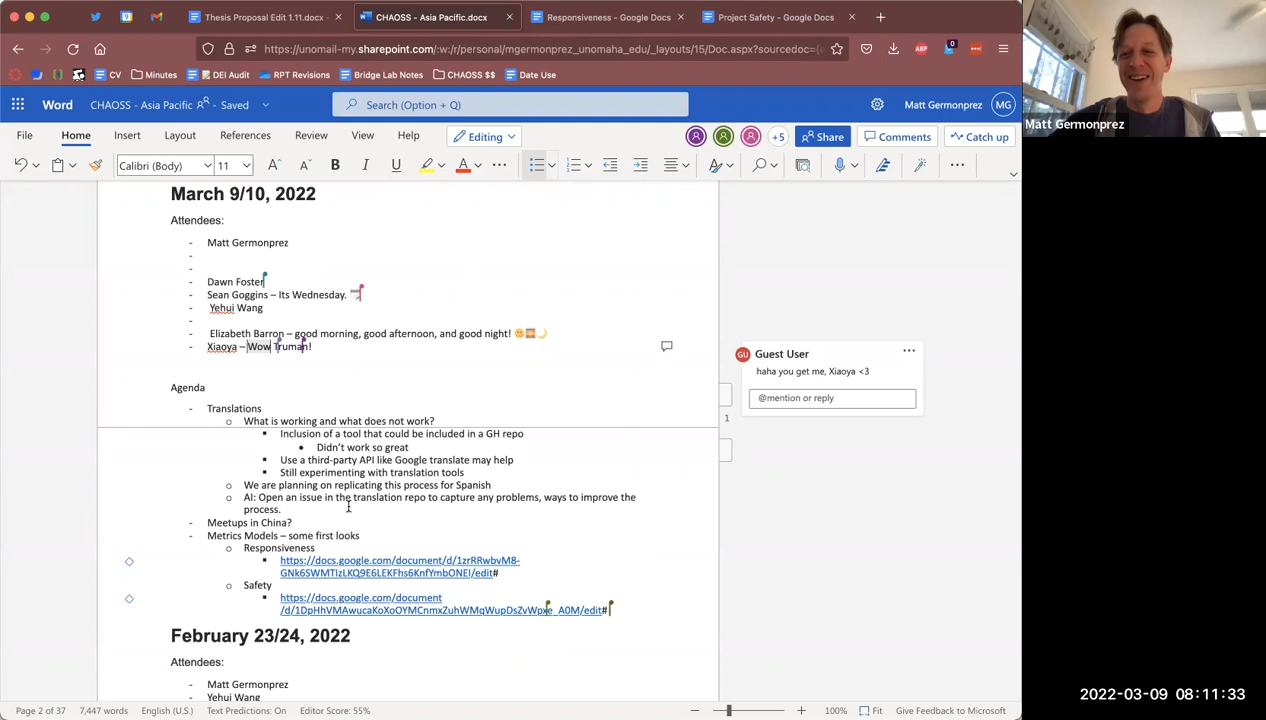 Thesis Proposal Edit 1.11.docx - ×
CHAOSS - Asia Pacific.docx ×
Responsiveness - Google Docs ×
Project Safety - Google Docs ×
https://unomail-my.sharepoint.com/:w:/r/personal/mgermonprez_unomaha_edu/_layouts/15/Doc.aspx?sourcedoc={
ABP
0
CV
Minutes
DEI Audit
RPT Revisions
Bridge Lab Notes
CHAOSS $$
Date Use
Word
CHAOSS - Asia Pacific - Saved
Search (Option + Q)
Matt Germonprez MG
File Home Insert Layout References Review View Help
Editing
+5 Share
Comments
Catch up
Calibri (Body) 11
March 9/10, 2022
Attendees:
- Matt Germonprez
-
-
- Dawn Foster
- Sean Goggins – Its Wednesday.
- Yehui Wang
-
- Elizabeth Barron – good morning, good afternoon, and good night! 🌞🌅🌙
- Xiaoya – Wow Truman!
GU Guest User
haha you get me, Xiaoya <3
@mention or reply
1
Agenda
- Translations
o What is working and what does not work?
▪ Inclusion of a tool that could be included in a GH repo
• Didn't work so great
▪ Use a third-party API like Google translate may help
▪ Still experimenting with translation tools
o We are planning on replicating this process for Spanish
o AI: Open an issue in the translation repo to capture any problems, ways to improve the
process.
- Meetups in China?
- Metrics Models – some first looks
o Responsiveness
▪ https://docs.google.com/document/d/1zrRRwbvM8-
GNk6SWMTlzLKQ9E6LEKFhs6KnfYmbONEI/edit#
o Safety
▪ https://docs.google.com/document
/d/1DpHhVMAwucaKoXoOYMCnmxZuhWMqWupDsZvWpxe_A0M/edit#
February 23/24, 2022
Attendees:
- Matt Germonprez
- Yehui Wang
Page 2 of 37
7,447 words
English (U.S.)
Text Predictions: On
Editor Score: 55%
100%
Fit
Give Feedback to Microsoft
Matt Germonprez
2022-03-09 08:11:33